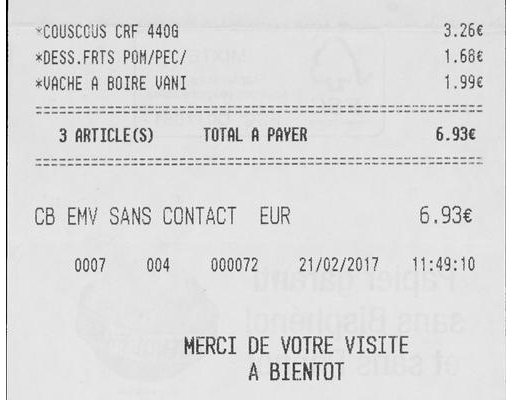 *COUSCOUS CRF 440G 3.26€
*DESS.FRTS POM/PEC/ 1.68€
*VACHE A BOIRE VANI 1.99€
==========================================================
3 ARTICLE(S) TOTAL A PAYER 6.93€
==========================================================
CB EMV SANS CONTACT EUR 6.93€
0007 004 000072 21/02/2017 11:49:10
MERCI DE VOTRE VISITE
A BIENTOT